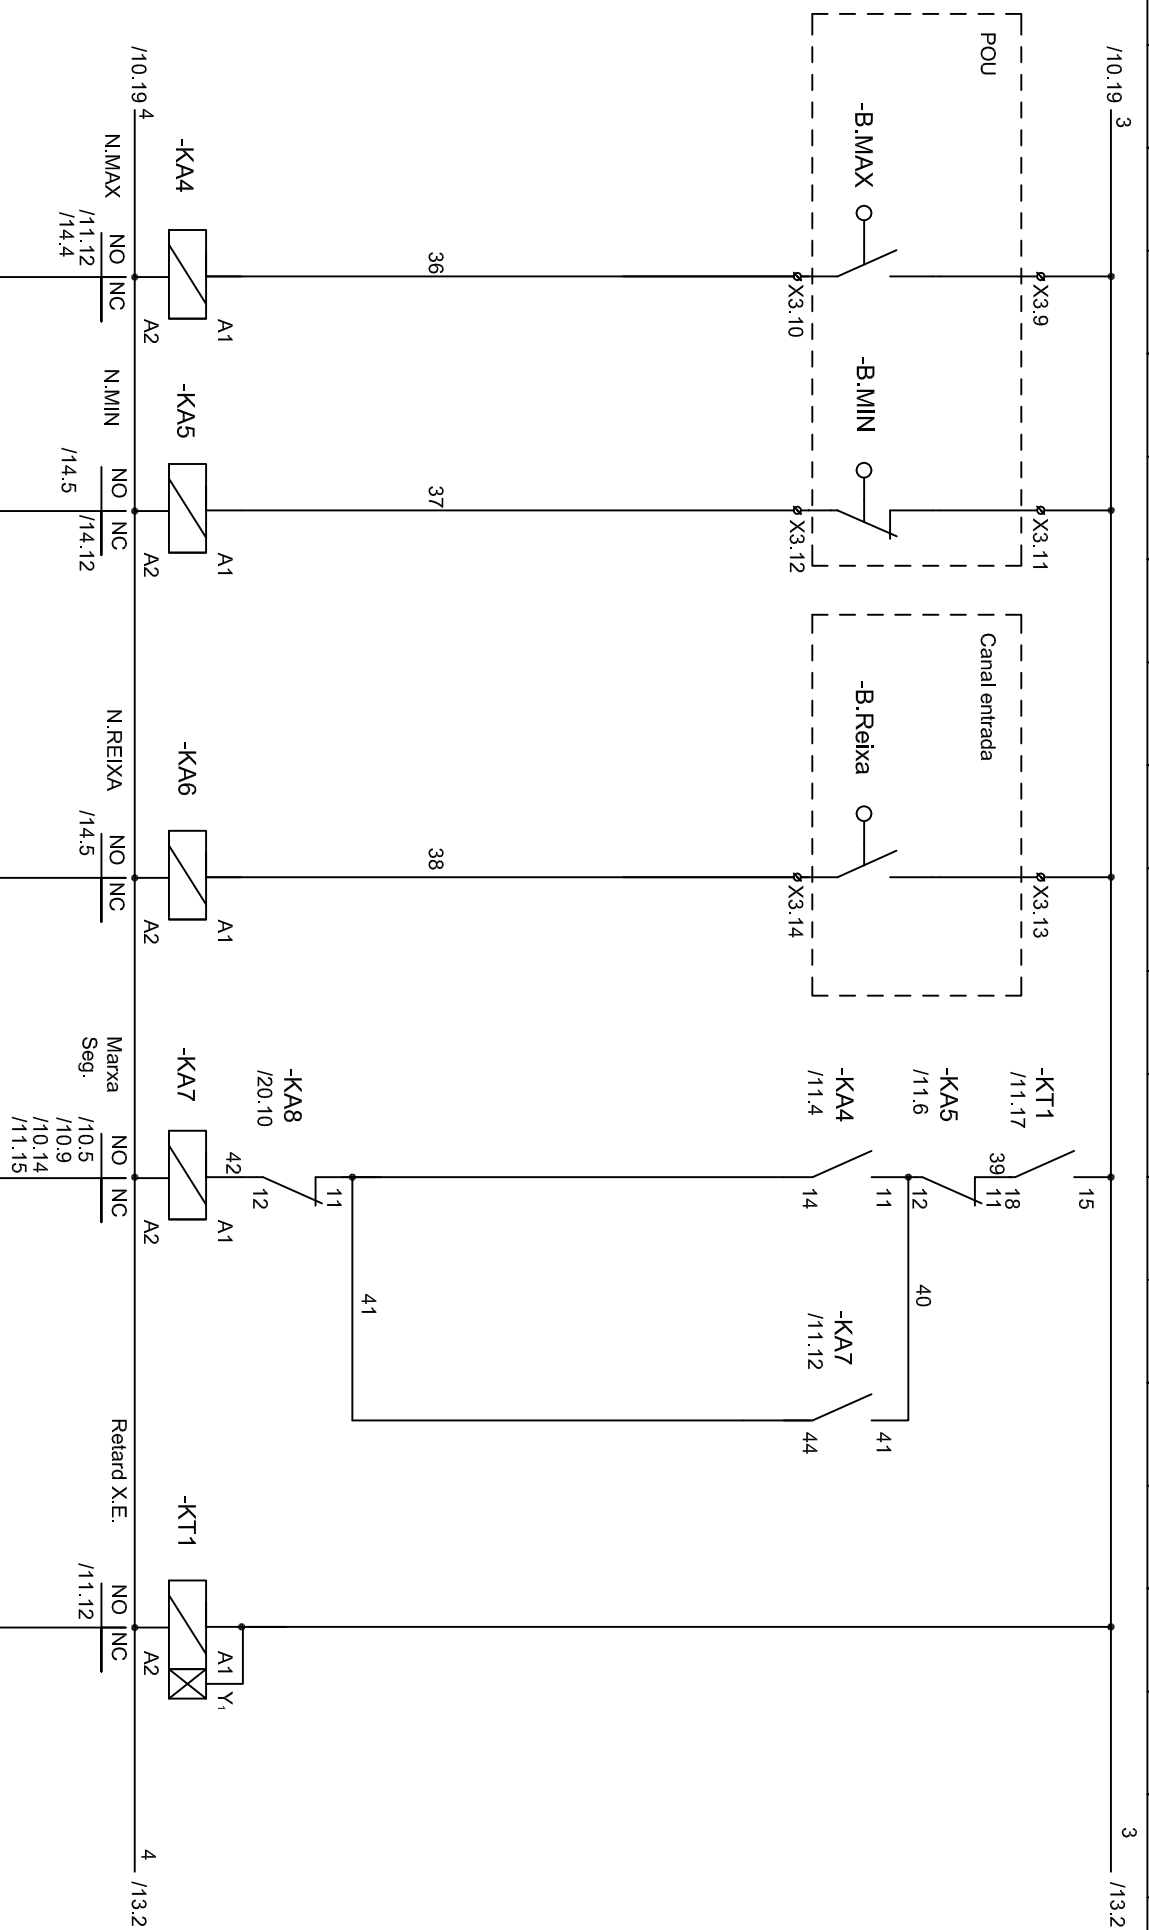 /10.19
3
3
/13.2
POU
-B.MAX
X3.9
X3.10
-B.MIN
X3.11
X3.12
Canal entrada
-B.Reixa
X3.13
X3.14
-KT1
/11.17
15
18
39
-KA5
/11.6
11
12
40
-KA4
/11.4
11
14
-KA7
/11.12
41
44
41
-KA8
/20.10
11
12
42
36
37
38
-KA4
A1
A2
-KA5
A1
A2
-KA6
A1
A2
-KA7
A1
A2
-KT1
A1
Y1
A2
/10.19
4
4
/13.2
N.MAX
NO
NC
/11.12
/14.4
N.MIN
NO
NC
/14.5
/14.12
N.REIXA
NO
NC
/14.5
Marxa
Seg.
NO
NC
/10.5
/10.9
/10.14
/11.15
Retard X.E.
NO
NC
/11.12